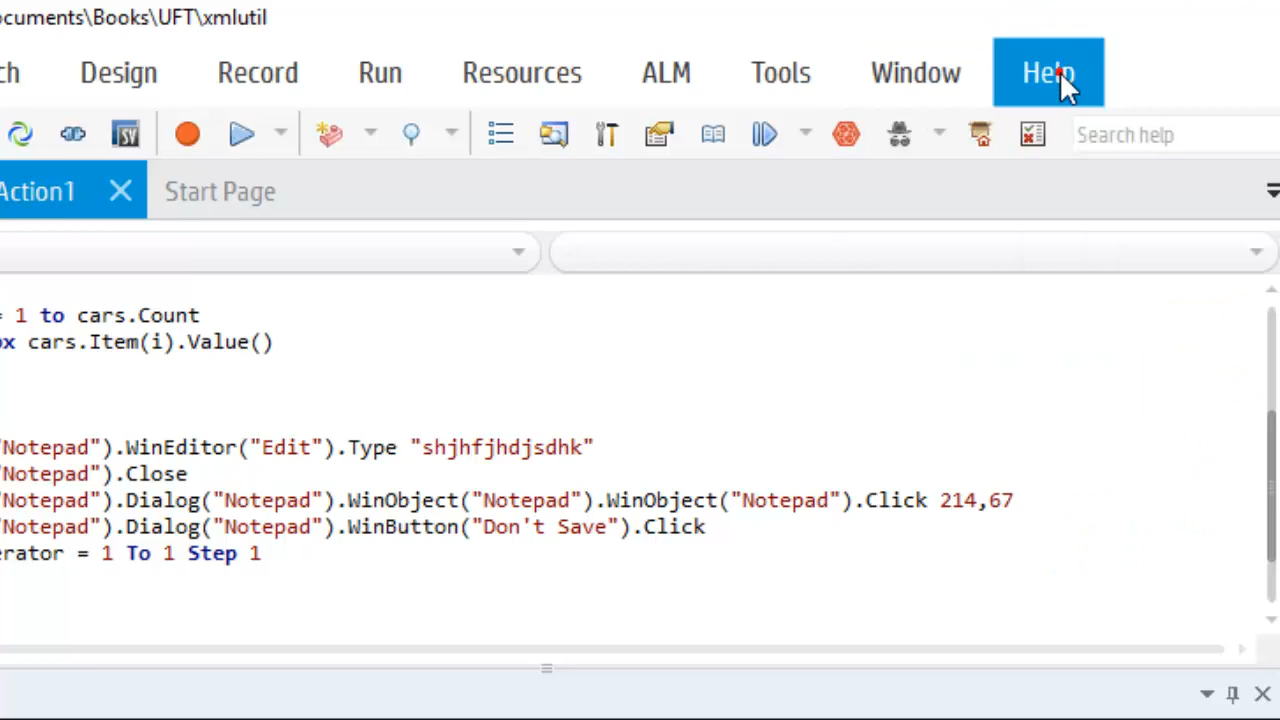 ocuments\Books\UFT\xmlutil
ch Design Record Run Resources ALM Tools Window Help
SV Search help
Action1 Start Page
= 1 to cars.Count
ox cars.Item(i).Value()
"Notepad").WinEditor("Edit").Type "shjhfjhdjsdhk"
"Notepad").Close
"Notepad").Dialog("Notepad").WinObject("Notepad").WinObject("Notepad").Click 214,67
"Notepad").Dialog("Notepad").WinButton("Don't Save").Click
erator = 1 To 1 Step 1